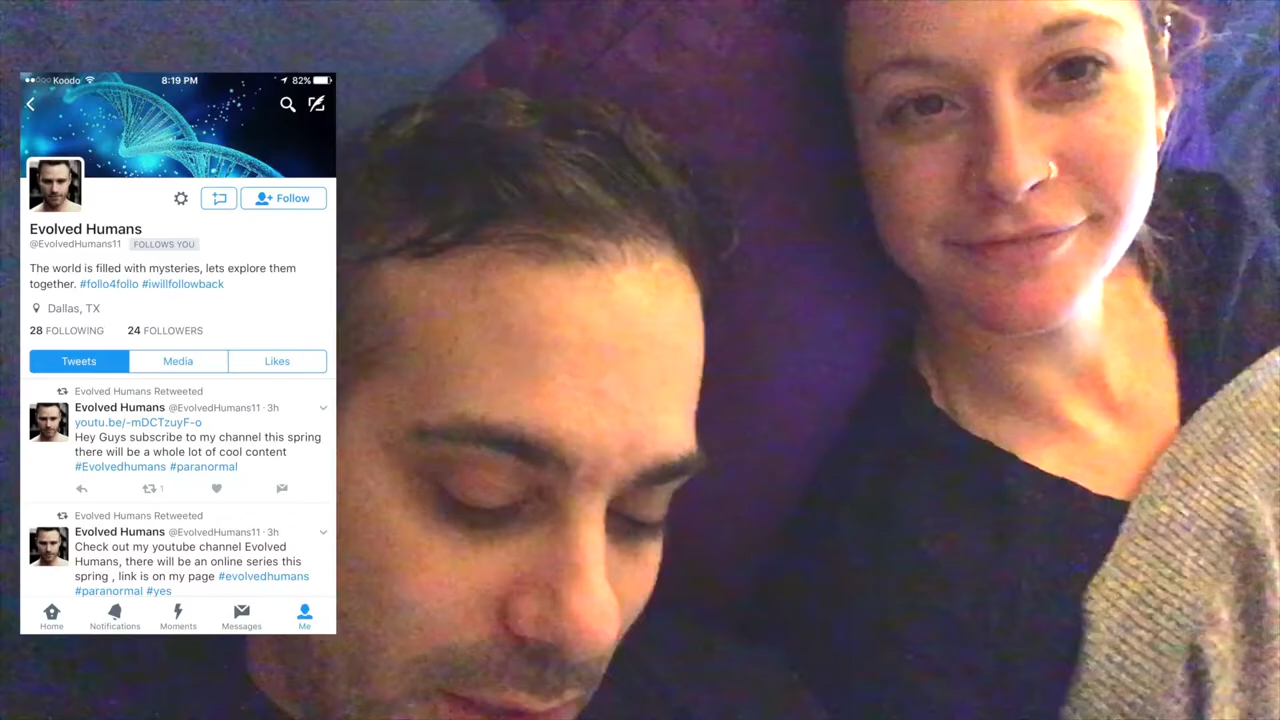 Koodo 8:19 PM 82%
Follow
Evolved Humans
@EvolvedHumans11 FOLLOWS YOU
The world is filled with mysteries, lets explore them
together. #follo4follo #iwillfollowback
Dallas, TX
28 FOLLOWING 24 FOLLOWERS
Tweets Media Likes
Evolved Humans Retweeted
Evolved Humans @EvolvedHumans11 · 3h
youtu.be/-mDCTzuyF-o
Hey Guys subscribe to my channel this spring
there will be a whole lot of cool content
#Evolvedhumans #paranormal
1
Evolved Humans Retweeted
Evolved Humans @EvolvedHumans11 · 3h
Check out my youtube channel Evolved
Humans, there will be an online series this
spring , link is on my page #evolvedhumans
#paranormal #yes
Home Notifications Moments Messages Me